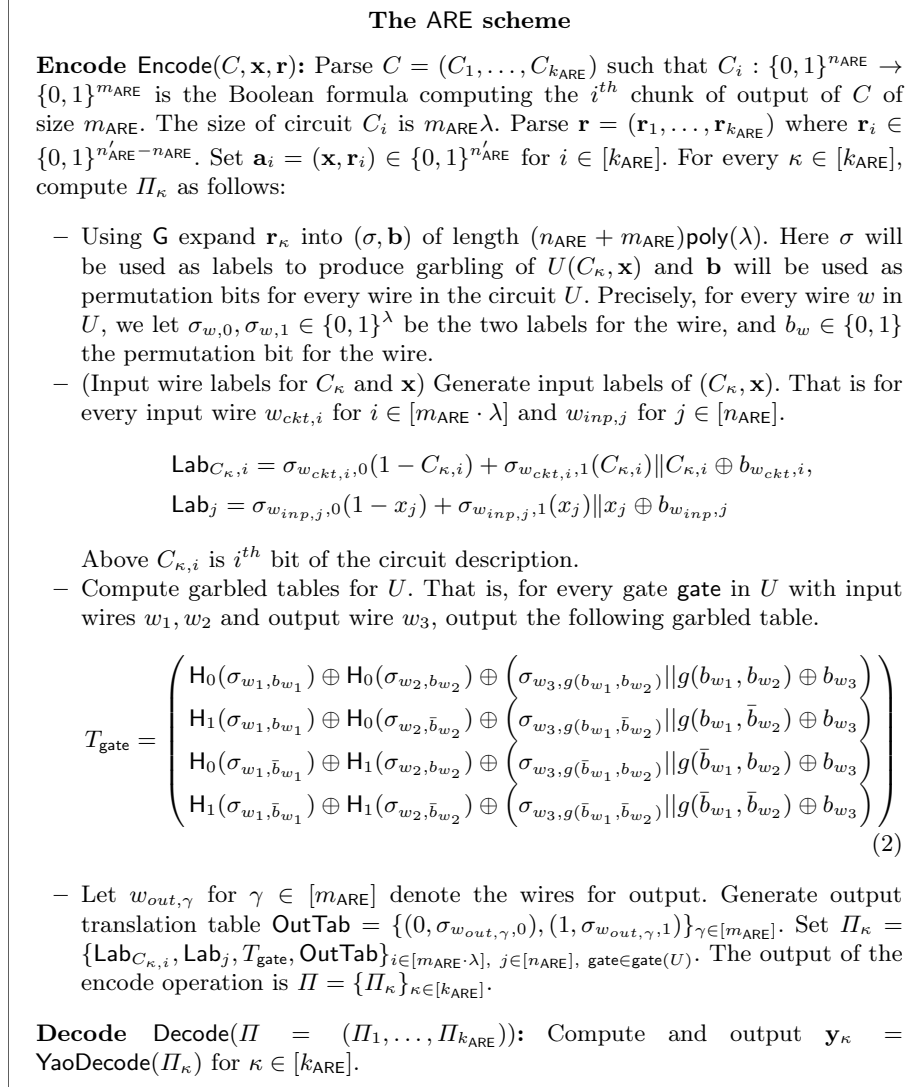 The ARE scheme
Encode Encode(C, x, r): Parse C = (C_1, . . . , C_{k_ARE}) such that C_i : {0, 1}^{n_ARE} →
{0, 1}^{m_ARE} is the Boolean formula computing the i^{th} chunk of output of C of
size m_ARE. The size of circuit C_i is m_ARE λ. Parse r = (r_1, . . . , r_{k_ARE}) where r_i ∈
{0, 1}^{n′_ARE − n_ARE}. Set a_i = (x, r_i) ∈ {0, 1}^{n′_ARE} for i ∈ [k_ARE]. For every κ ∈ [k_ARE],
compute Π_κ as follows:
– Using G expand r_κ into (σ, b) of length (n_ARE + m_ARE)poly(λ). Here σ will
be used as labels to produce garbling of U(C_κ, x) and b will be used as
permutation bits for every wire in the circuit U. Precisely, for every wire w in
U, we let σ_{w,0}, σ_{w,1} ∈ {0, 1}^λ be the two labels for the wire, and b_w ∈ {0, 1}
the permutation bit for the wire.
– (Input wire labels for C_κ and x) Generate input labels of (C_κ, x). That is for
every input wire w_{ckt,i} for i ∈ [m_ARE · λ] and w_{inp,j} for j ∈ [n_ARE].
Lab_{C_κ,i} = σ_{w_{ckt,i},0}(1 − C_{κ,i}) + σ_{w_{ckt,i},1}(C_{κ,i})‖C_{κ,i} ⊕ b_{w_{ckt},i},
Lab_j = σ_{w_{inp,j},0}(1 − x_j) + σ_{w_{inp,j},1}(x_j)‖x_j ⊕ b_{w_{inp},j}
Above C_{κ,i} is i^{th} bit of the circuit description.
– Compute garbled tables for U. That is, for every gate gate in U with input
wires w_1, w_2 and output wire w_3, output the following garbled table.
H_0(σ_{w_1,b_{w_1}}) ⊕ H_0(σ_{w_2,b_{w_2}}) ⊕ (σ_{w_3,g(b_{w_1},b_{w_2})}||g(b_{w_1}, b_{w_2}) ⊕ b_{w_3})
H_1(σ_{w_1,b_{w_1}}) ⊕ H_0(σ_{w_2,b̄_{w_2}}) ⊕ (σ_{w_3,g(b_{w_1},b̄_{w_2})}||g(b_{w_1}, b̄_{w_2}) ⊕ b_{w_3})
T_gate =
H_0(σ_{w_1,b̄_{w_1}}) ⊕ H_1(σ_{w_2,b_{w_2}}) ⊕ (σ_{w_3,g(b̄_{w_1},b_{w_2})}||g(b̄_{w_1}, b_{w_2}) ⊕ b_{w_3})
H_1(σ_{w_1,b̄_{w_1}}) ⊕ H_1(σ_{w_2,b̄_{w_2}}) ⊕ (σ_{w_3,g(b̄_{w_1},b̄_{w_2})}||g(b̄_{w_1}, b̄_{w_2}) ⊕ b_{w_3})
(2)
– Let w_{out,γ} for γ ∈ [m_ARE] denote the wires for output. Generate output
translation table OutTab = {(0, σ_{w_{out,γ},0}), (1, σ_{w_{out,γ},1})}_{γ∈[m_ARE]}. Set Π_κ =
{Lab_{C_κ,i}, Lab_j, T_gate, OutTab}_{i∈[m_ARE·λ], j∈[n_ARE], gate∈gate(U)}. The output of the
encode operation is Π = {Π_κ}_{κ∈[k_ARE]}.
Decode Decode(Π = (Π_1, . . . , Π_{k_ARE})): Compute and output y_κ =
YaoDecode(Π_κ) for κ ∈ [k_ARE].